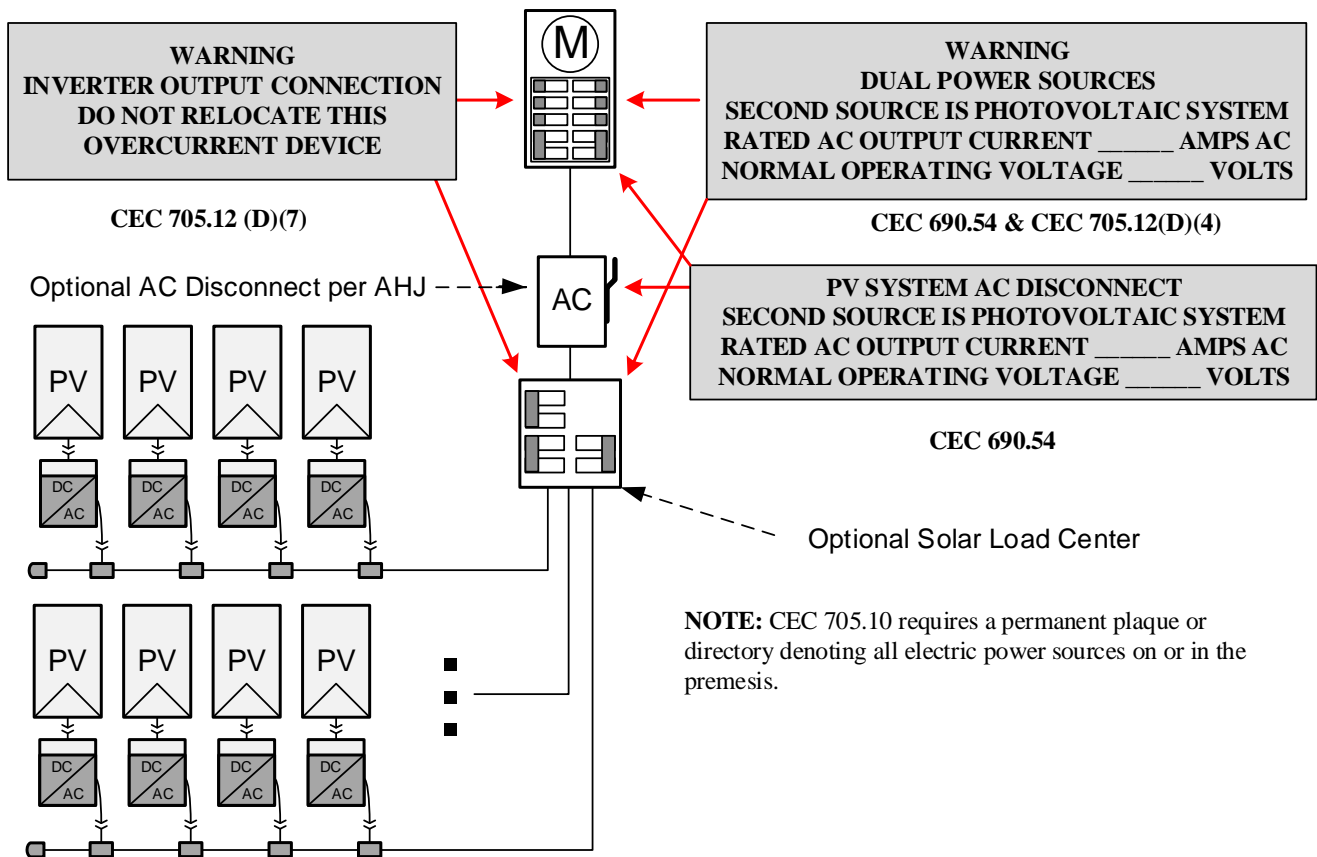 WARNING
INVERTER OUTPUT CONNECTION
DO NOT RELOCATE THIS
OVERCURRENT DEVICE
CEC 705.12 (D)(7)
M
WARNING
DUAL POWER SOURCES
SECOND SOURCE IS PHOTOVOLTAIC SYSTEM
RATED AC OUTPUT CURRENT ______ AMPS AC
NORMAL OPERATING VOLTAGE ______ VOLTS
CEC 690.54 & CEC 705.12(D)(4)
Optional AC Disconnect per AHJ
AC
PV SYSTEM AC DISCONNECT
SECOND SOURCE IS PHOTOVOLTAIC SYSTEM
RATED AC OUTPUT CURRENT ______ AMPS AC
NORMAL OPERATING VOLTAGE ______ VOLTS
CEC 690.54
PV PV PV PV
DC DC DC DC
AC AC AC AC
Optional Solar Load Center
NOTE: CEC 705.10 requires a permanent plaque or
directory denoting all electric power sources on or in the
premesis.
PV PV PV PV
DC DC DC DC
AC AC AC AC